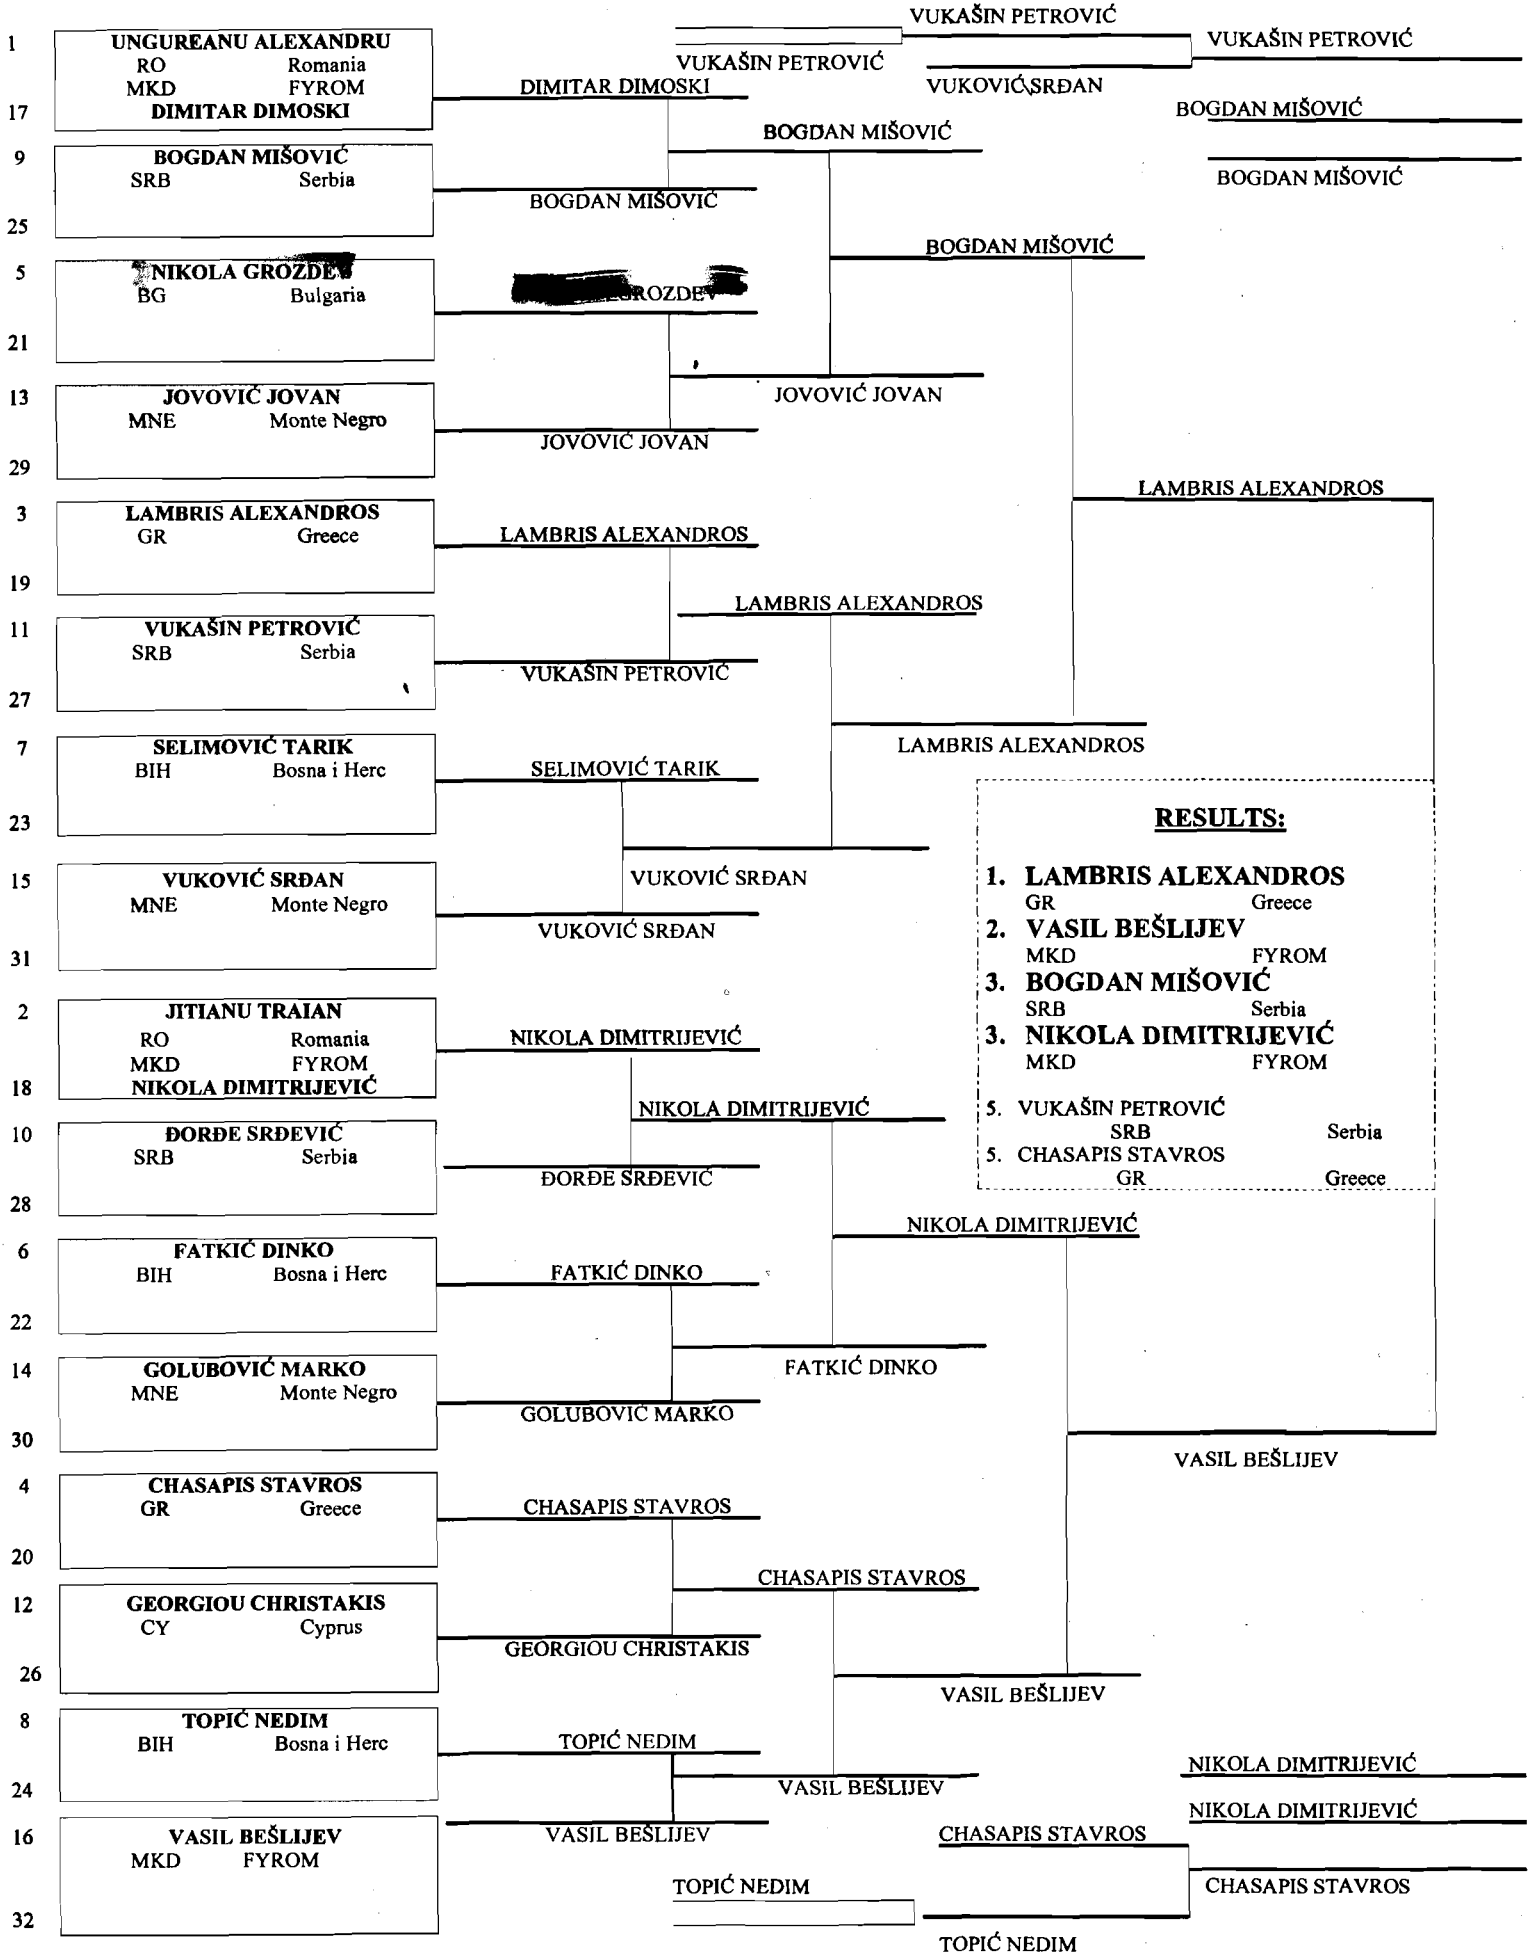 VUKAŠIN PETROVIĆ
VUKAŠIN PETROVIĆ
VUKAŠIN PETROVIĆ
VUKOVIĆ SRĐAN
BOGDAN MIŠOVIĆ
BOGDAN MIŠOVIĆ
1 UNGUREANU ALEXANDRU
RO Romania
MKD FYROM
17 DIMITAR DIMOSKI
DIMITAR DIMOSKI
BOGDAN MIŠOVIĆ
9 BOGDAN MIŠOVIĆ
SRB Serbia
BOGDAN MIŠOVIĆ
25
BOGDAN MIŠOVIĆ
5 NIKOLA GROZDEV
BG Bulgaria
GROZDEV
21
JOVOVIĆ JOVAN
13 JOVOVIĆ JOVAN
MNE Monte Negro
JOVOVIĆ JOVAN
29
LAMBRIS ALEXANDROS
3 LAMBRIS ALEXANDROS
GR Greece
LAMBRIS ALEXANDROS
19
LAMBRIS ALEXANDROS
11 VUKAŠIN PETROVIĆ
SRB Serbia
VUKAŠIN PETROVIĆ
27
LAMBRIS ALEXANDROS
7 SELIMOVIĆ TARIK
BIH Bosna i Herc
SELIMOVIĆ TARIK
23
15 VUKOVIĆ SRĐAN
MNE Monte Negro
VUKOVIĆ SRĐAN
VUKOVIĆ SRĐAN
31
RESULTS:
1. LAMBRIS ALEXANDROS
GR Greece
2. VASIL BEŠLIJEV
MKD FYROM
3. BOGDAN MIŠOVIĆ
SRB Serbia
3. NIKOLA DIMITRIJEVIĆ
MKD FYROM
5. VUKAŠIN PETROVIĆ
SRB Serbia
5. CHASAPIS STAVROS
GR Greece
2 JITIANU TRAIAN
RO Romania
MKD FYROM
18 NIKOLA DIMITRIJEVIĆ
NIKOLA DIMITRIJEVIĆ
NIKOLA DIMITRIJEVIĆ
10 ĐORĐE SRĐEVIĆ
SRB Serbia
ĐORĐE SRĐEVIĆ
28
NIKOLA DIMITRIJEVIĆ
6 FATKIĆ DINKO
BIH Bosna i Herc
FATKIĆ DINKO
22
FATKIĆ DINKO
14 GOLUBOVIĆ MARKO
MNE Monte Negro
GOLUBOVIĆ MARKO
30
VASIL BEŠLIJEV
4 CHASAPIS STAVROS
GR Greece
CHASAPIS STAVROS
20
CHASAPIS STAVROS
12 GEORGIOU CHRISTAKIS
CY Cyprus
GEORGIOU CHRISTAKIS
26
VASIL BEŠLIJEV
8 TOPIĆ NEDIM
BIH Bosna i Herc
TOPIĆ NEDIM
24
VASIL BEŠLIJEV
16 VASIL BEŠLIJEV
MKD FYROM
VASIL BEŠLIJEV
32
NIKOLA DIMITRIJEVIĆ
NIKOLA DIMITRIJEVIĆ
CHASAPIS STAVROS
TOPIĆ NEDIM
CHASAPIS STAVROS
TOPIĆ NEDIM